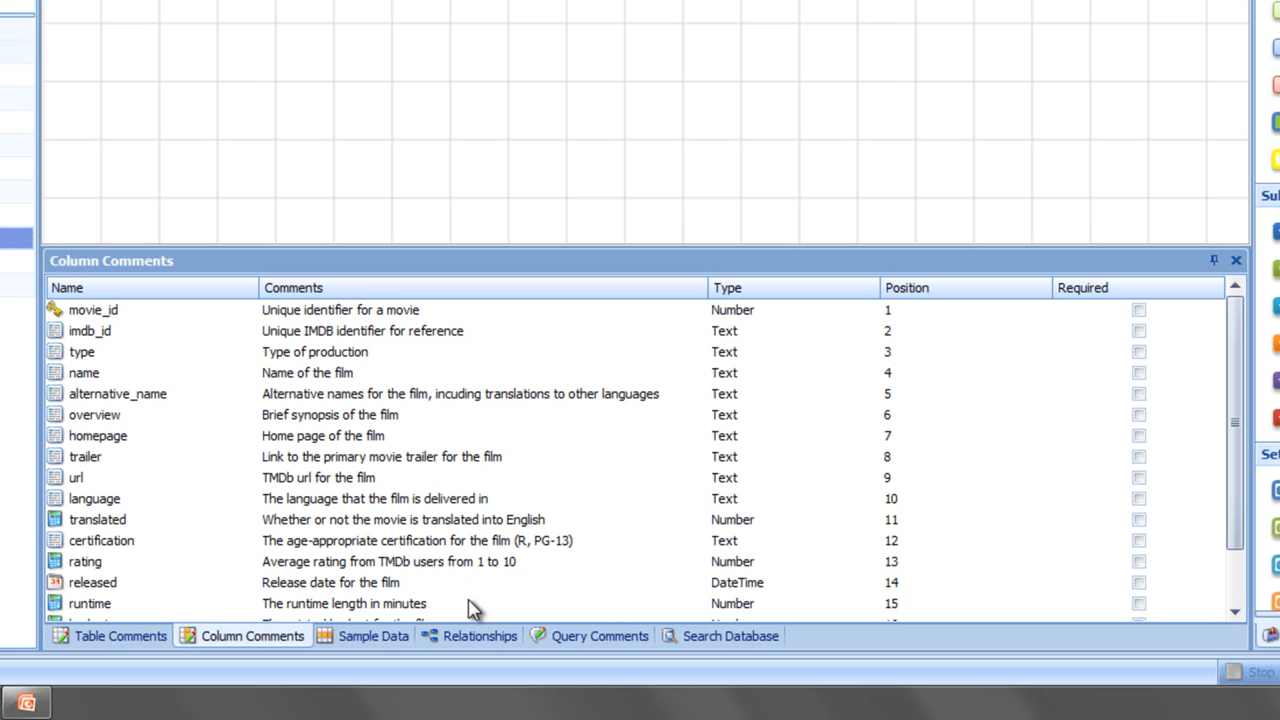 Column Comments
Name Comments Type Position Required
movie_id Unique identifier for a movie Number 1
imdb_id Unique IMDB identifier for reference Text 2
type Type of production Text 3
name Name of the film Text 4
alternative_name Alternative names for the film, incuding translations to other languages Text 5
overview Brief synopsis of the film Text 6
homepage Home page of the film Text 7
trailer Link to the primary movie trailer for the film Text 8
url TMDb url for the film Text 9
language The language that the film is delivered in Text 10
translated Whether or not the movie is translated into English Number 11
certification The age-appropriate certification for the film (R, PG-13) Text 12
rating Average rating from TMDb users from 1 to 10 Number 13
released Release date for the film DateTime 14
runtime The runtime length in minutes Number 15
Table Comments Column Comments Sample Data Relationships Query Comments Search Database
Stop